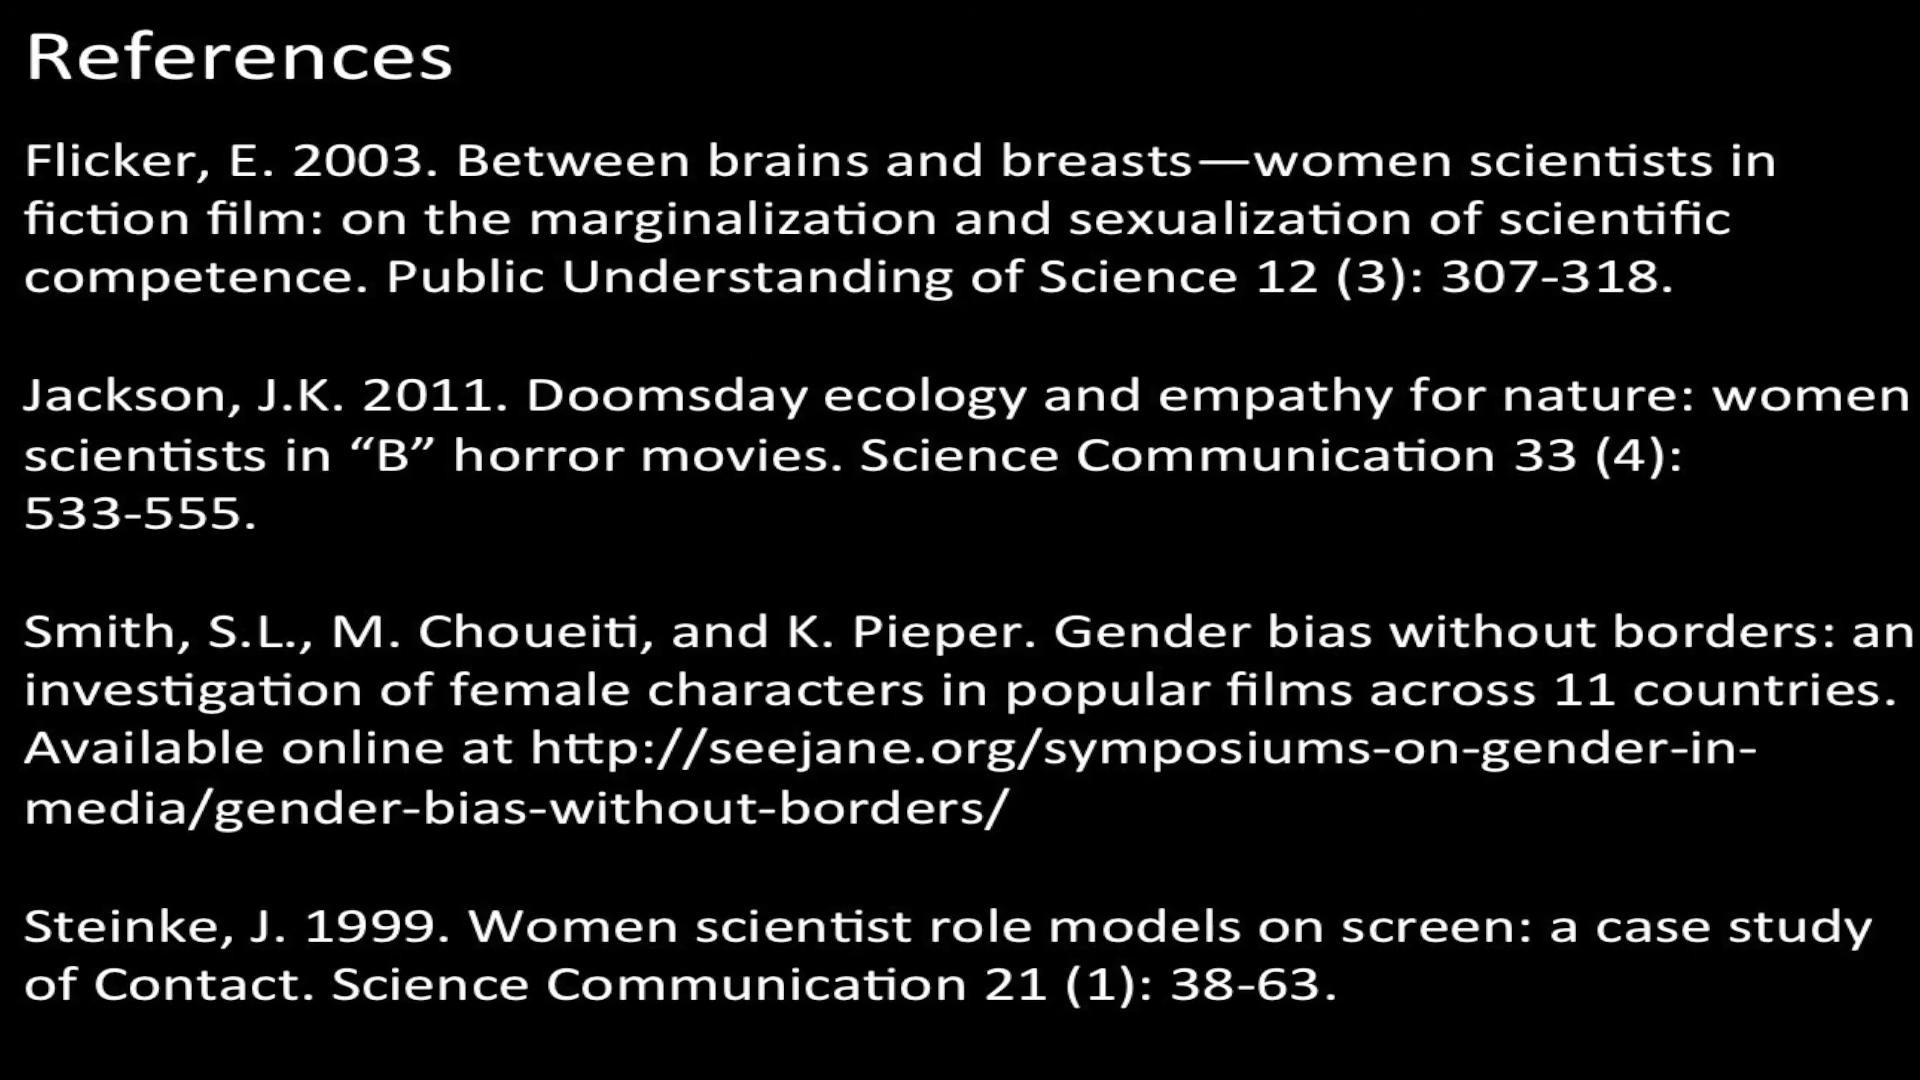 References
Flicker, E. 2003. Between brains and breasts—women scientists in
fiction film: on the marginalization and sexualization of scientific
competence. Public Understanding of Science 12 (3): 307-318.
Jackson, J.K. 2011. Doomsday ecology and empathy for nature: women
scientists in “B” horror movies. Science Communication 33 (4):
533-555.
Smith, S.L., M. Choueiti, and K. Pieper. Gender bias without borders: an
investigation of female characters in popular films across 11 countries.
Available online at http://seejane.org/symposiums-on-gender-in-
media/gender-bias-without-borders/
Steinke, J. 1999. Women scientist role models on screen: a case study
of Contact. Science Communication 21 (1): 38-63.